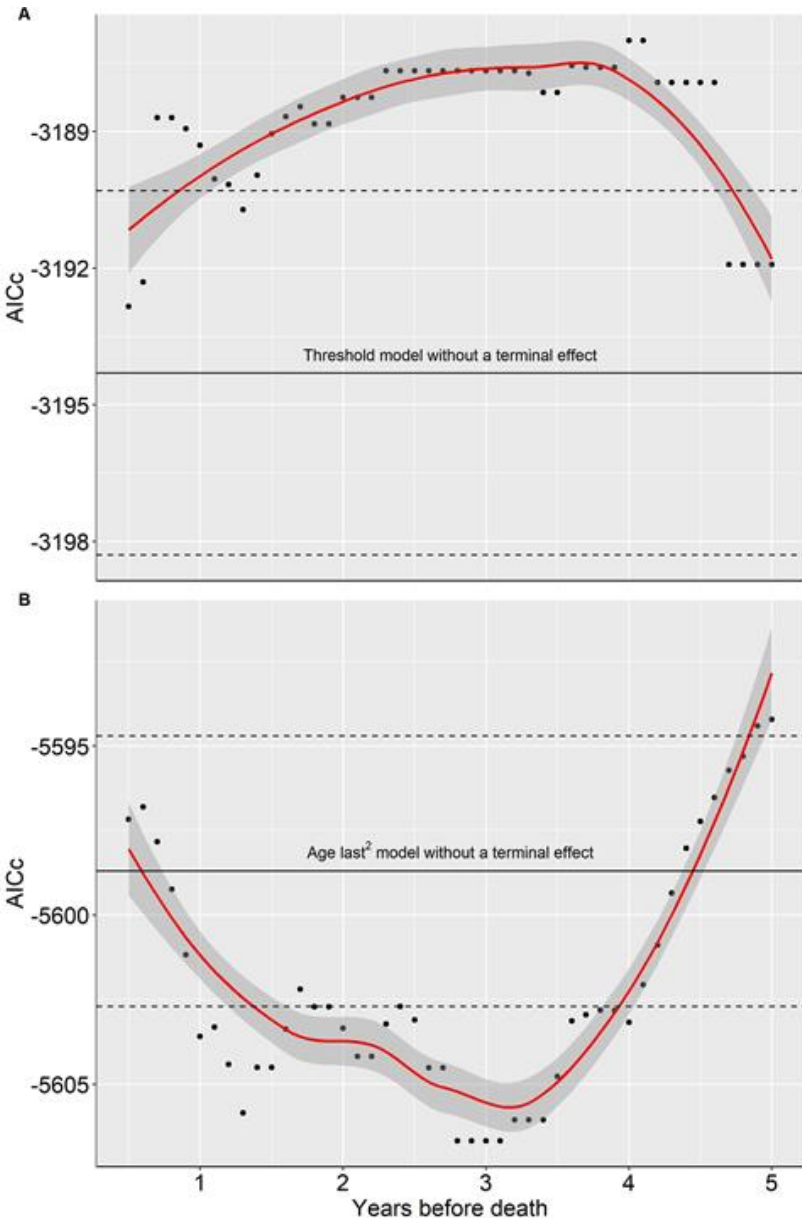 A
-3189
-3192
-3195
-3198
AICc
Threshold model without a terminal effect
B
-5595
-5600
-5605
AICc
Age last² model without a terminal effect
1 2 3 4 5
Years before death